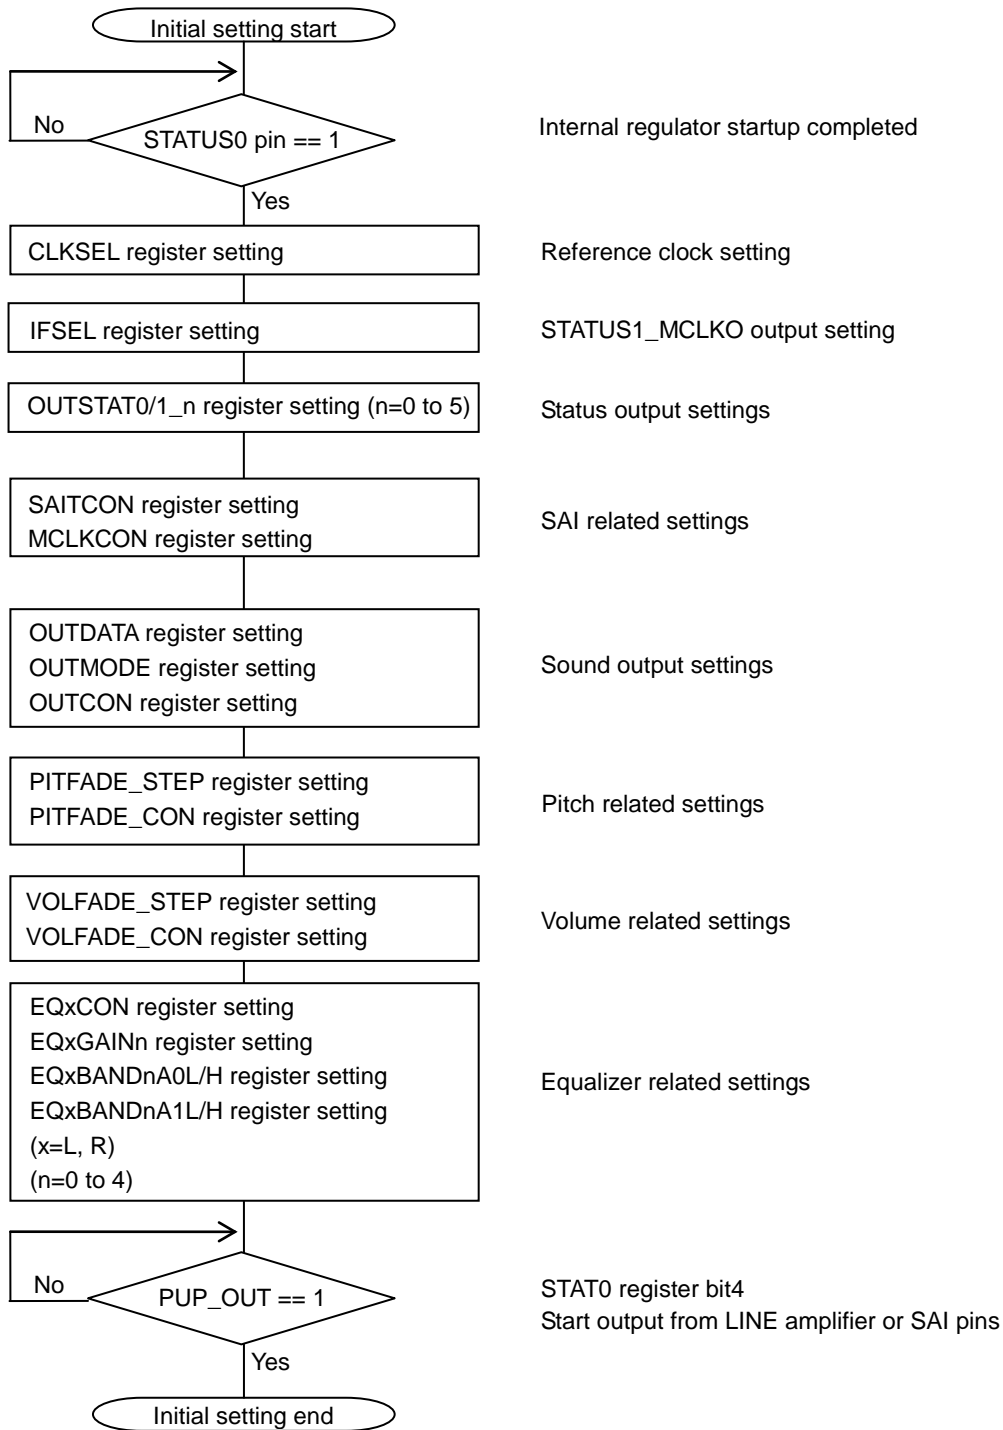 Initial setting start
No
STATUS0 pin == 1
Internal regulator startup completed
Yes
CLKSEL register setting
Reference clock setting
IFSEL register setting
STATUS1_MCLKO output setting
OUTSTAT0/1_n register setting (n=0 to 5)
Status output settings
SAITCON register setting
MCLKCON register setting
SAI related settings
OUTDATA register setting
OUTMODE register setting
OUTCON register setting
Sound output settings
PITFADE_STEP register setting
PITFADE_CON register setting
Pitch related settings
VOLFADE_STEP register setting
VOLFADE_CON register setting
Volume related settings
EQxCON register setting
EQxGAINn register setting
EQxBANDnA0L/H register setting
EQxBANDnA1L/H register setting
(x=L, R)
(n=0 to 4)
Equalizer related settings
No
PUP_OUT == 1
STAT0 register bit4
Start output from LINE amplifier or SAI pins
Yes
Initial setting end